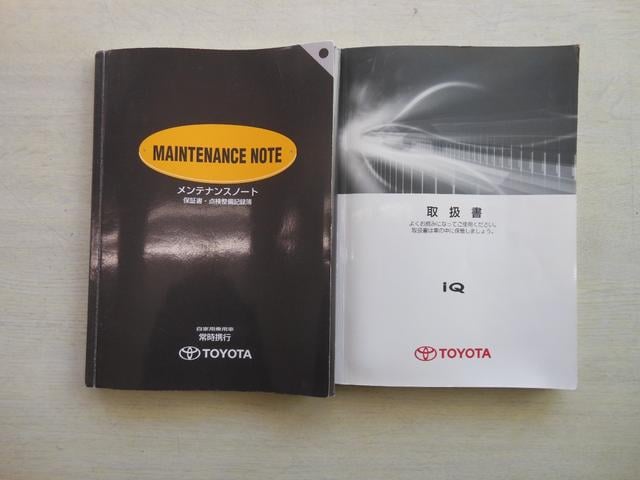 MAINTENANCE NOTE
メンテナンスノート
保証書・点検整備記録簿
自家用乗用車
常時携行
TOYOTA
取扱書
よくお読みになってご使用ください。
取扱書は車の中に保管しましょう。
iQ
TOYOTA